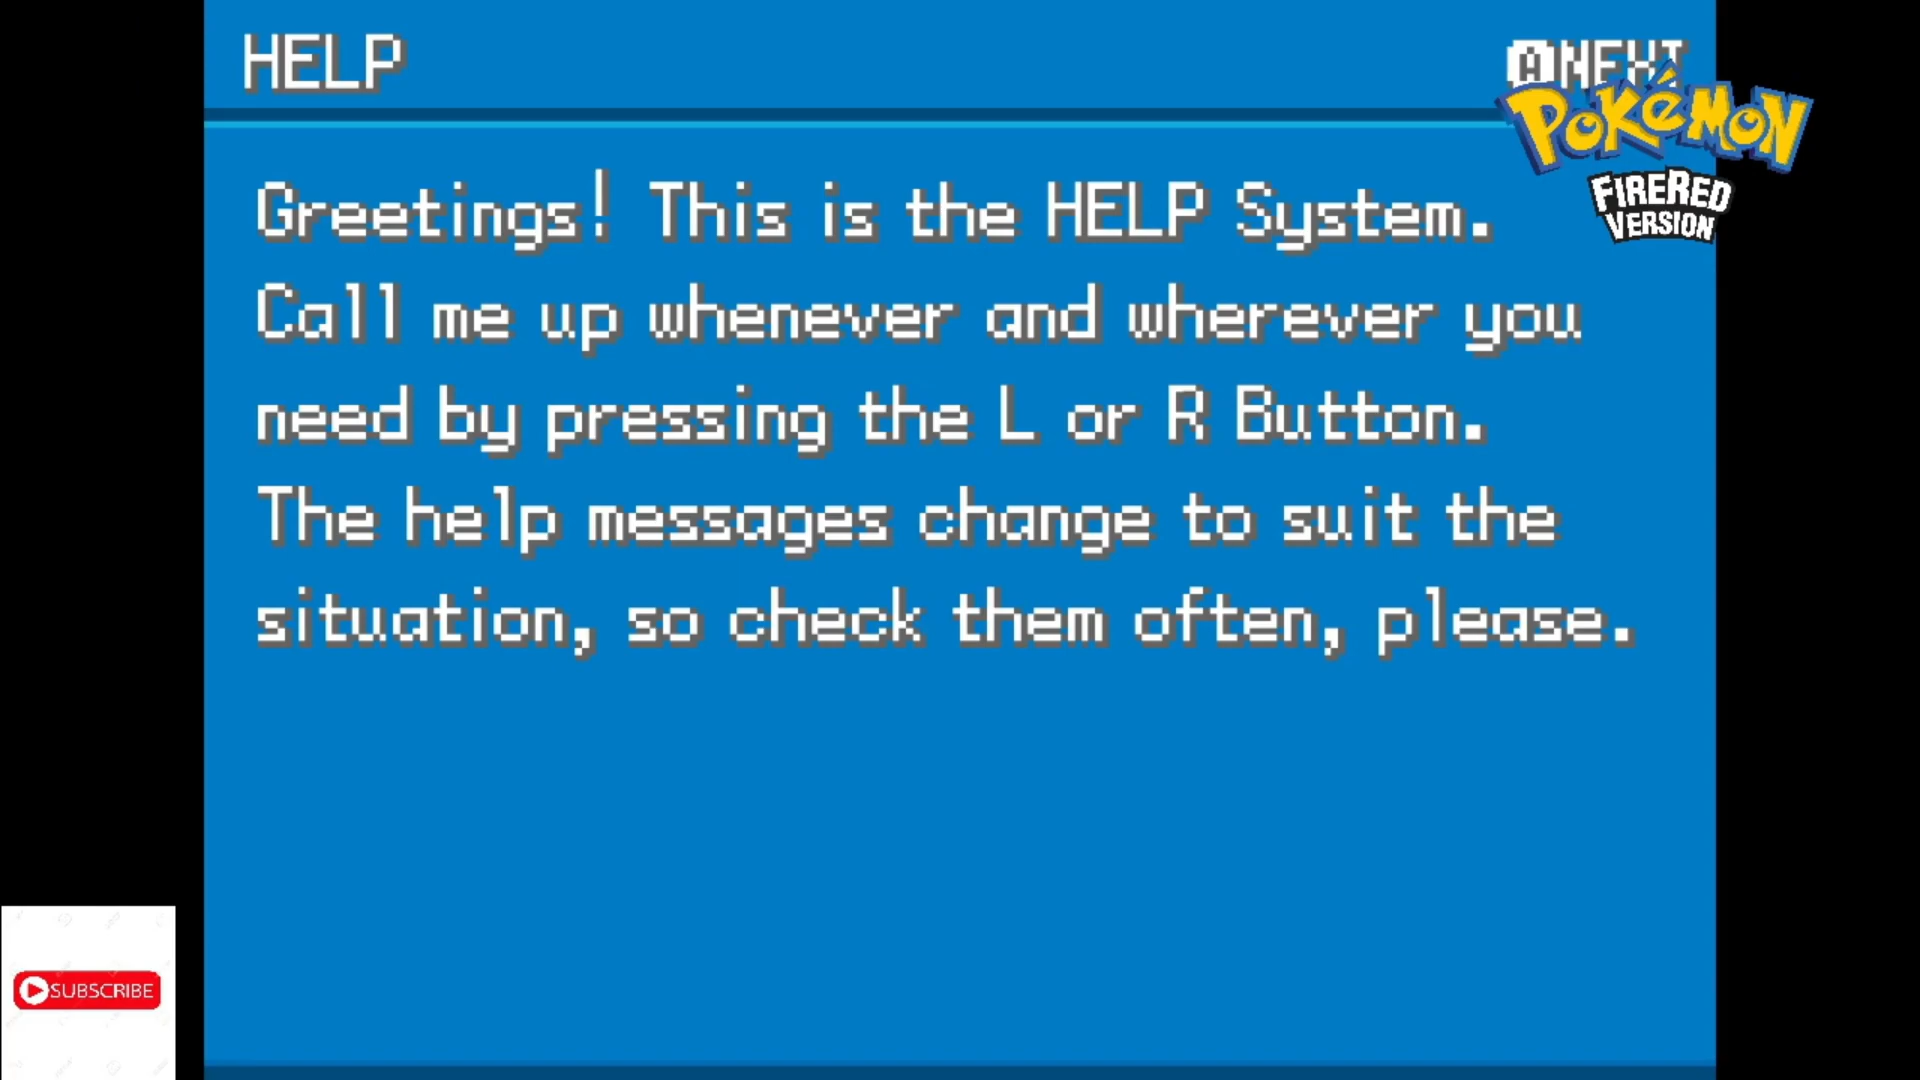 HELP
A NEXT
POKéMON
FIRERED
VERSION
Greetings! This is the HELP System.
Call me up whenever and wherever you
need by pressing the L or R Button.
The help messages change to suit the
situation, so check them often, please.
SUBSCRIBE